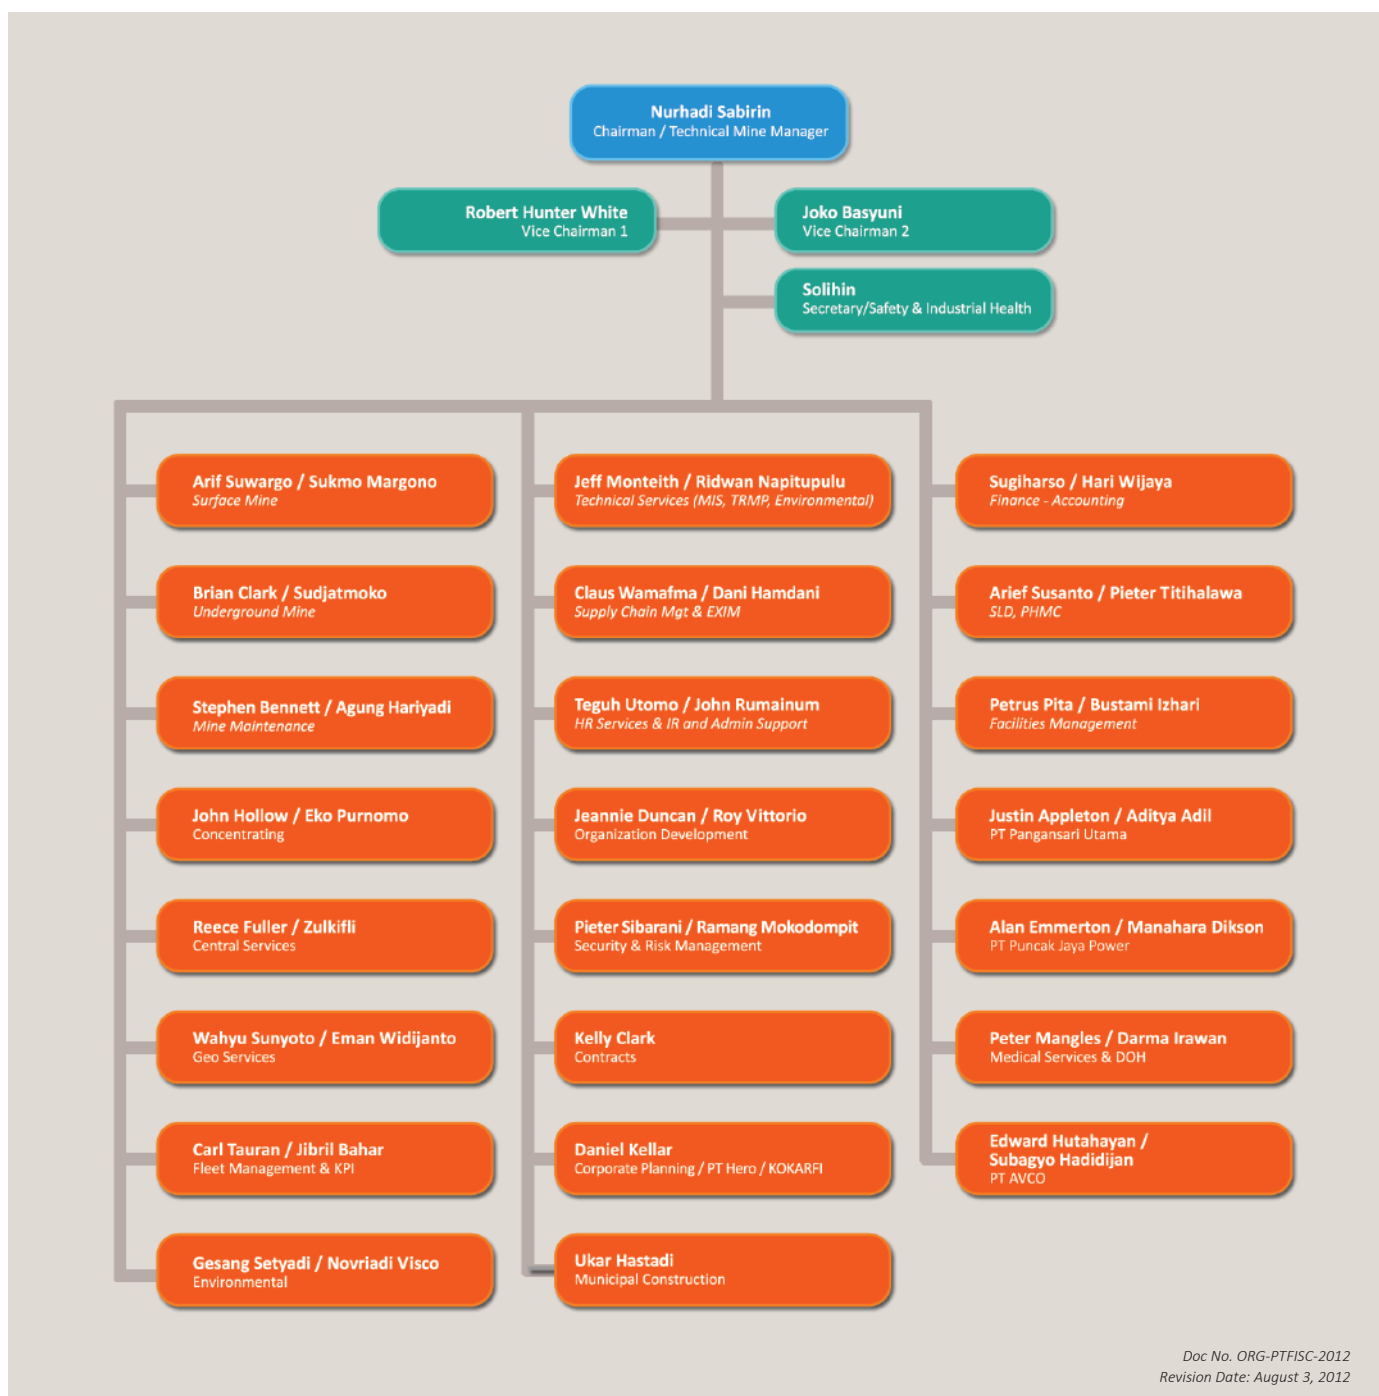 Nurhadi Sabirin
Chairman / Technical Mine Manager
Robert Hunter White
Vice Chairman 1
Joko Basyuni
Vice Chairman 2
Solihin
Secretary/Safety & Industrial Health
Arif Suwargo / Sukmo Margono
Surface Mine
Brian Clark / Sudjatmoko
Underground Mine
Stephen Bennett / Agung Hariyadi
Mine Maintenance
John Hollow / Eko Purnomo
Concentrating
Reece Fuller / Zulkifli
Central Services
Wahyu Sunyoto / Eman Widijanto
Geo Services
Carl Tauran / Jibril Bahar
Fleet Management & KPI
Gesang Setyadi / Novriadi Visco
Environmental
Jeff Monteith / Ridwan Napitupulu
Technical Services (MIS, TRMP, Environmental)
Claus Wamafma / Dani Hamdani
Supply Chain Mgt & EXIM
Teguh Utomo / John Rumainum
HR Services & IR and Admin Support
Jeannie Duncan / Roy Vittorio
Organization Development
Pieter Sibarani / Ramang Mokodompit
Security & Risk Management
Kelly Clark
Contracts
Daniel Kellar
Corporate Planning / PT Hero / KOKARFI
Ukar Hastadi
Municipal Construction
Sugiharso / Hari Wijaya
Finance - Accounting
Arief Susanto / Pieter Titihalawa
SLD, PHMC
Petrus Pita / Bustami Izhari
Facilities Management
Justin Appleton / Aditya Adil
PT Pangansari Utama
Alan Emmerton / Manahara Dikson
PT Puncak Jaya Power
Peter Mangles / Darma Irawan
Medical Services & DOH
Edward Hutahayan /
Subagyo Hadidijan
PT AVCO
Doc No. ORG-PTFISC-2012
Revision Date: August 3, 2012